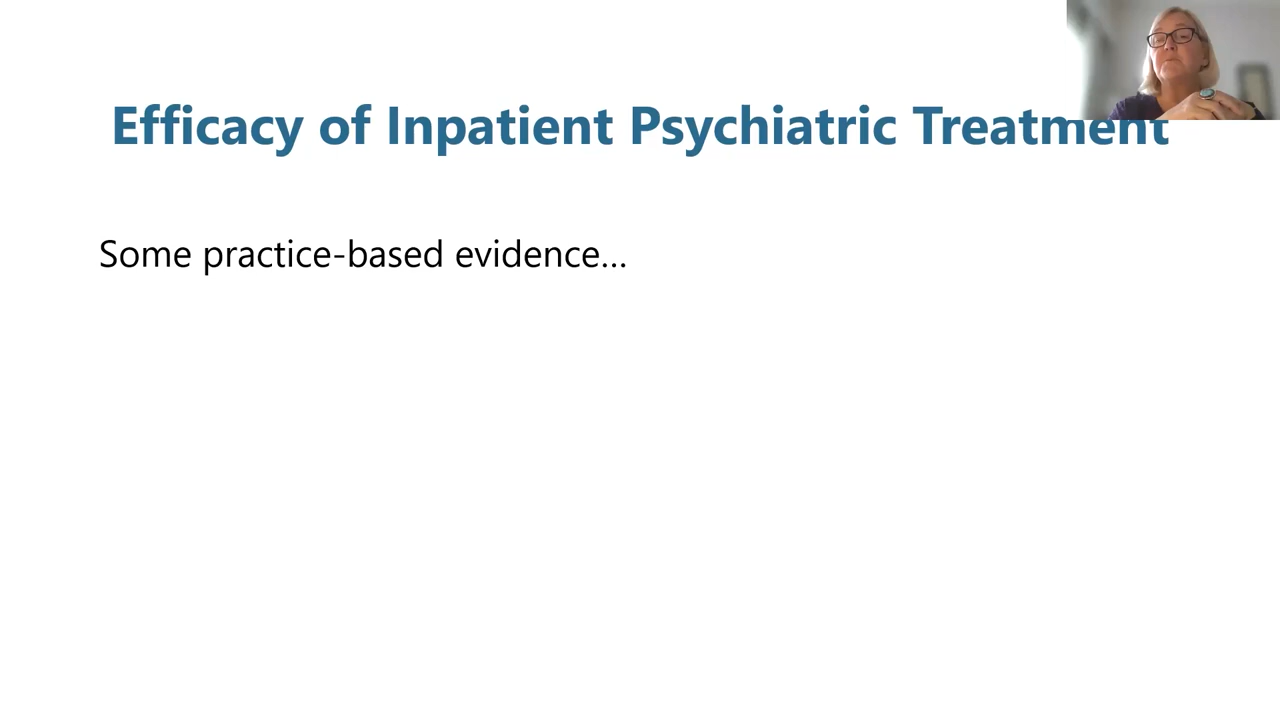 Efficacy of Inpatient Psychiatric Treatment
Some practice-based evidence...